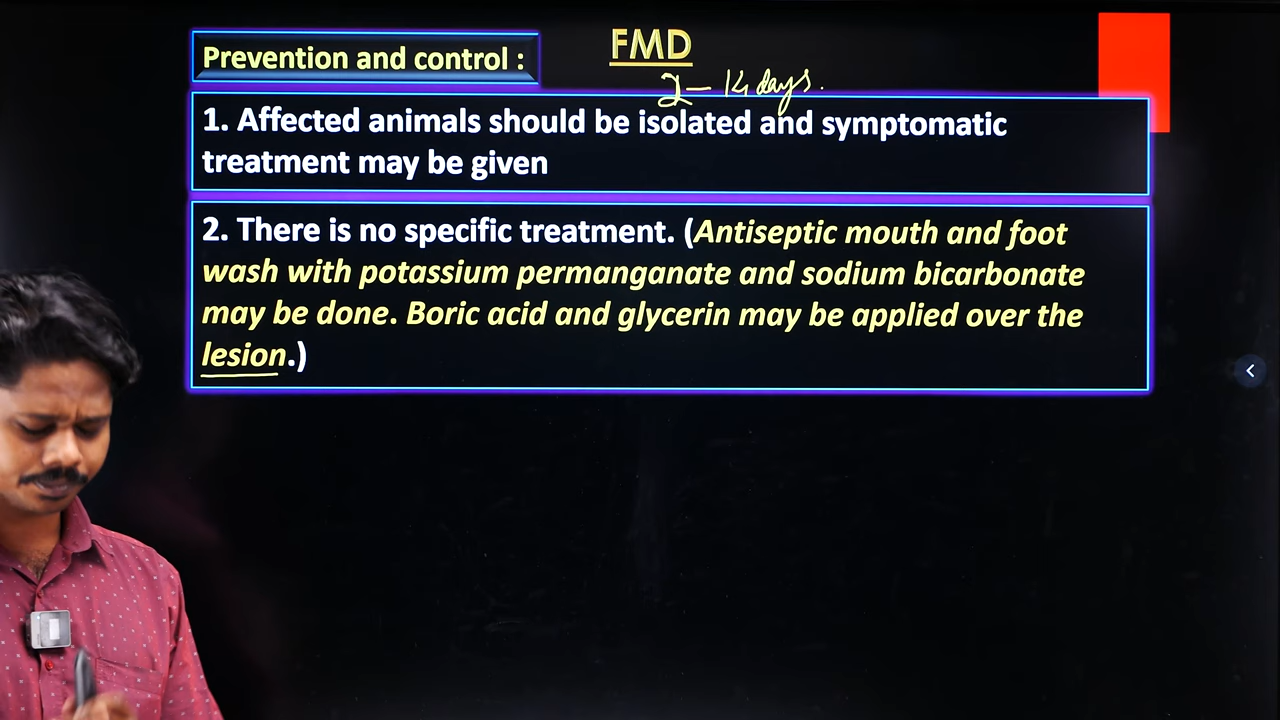 Prevention and control :
FMD
2 – 14 days.
1. Affected animals should be isolated and symptomatic
treatment may be given
2. There is no specific treatment. (Antiseptic mouth and foot
wash with potassium permanganate and sodium bicarbonate
may be done. Boric acid and glycerin may be applied over the
lesion.)